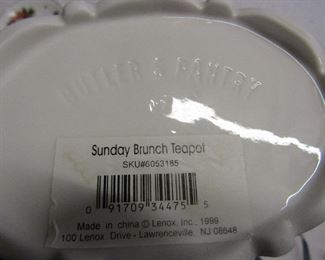 BUTLER'S PANTRY
Sunday Brunch Teapot
SKU#6053185
0 91709 34475 5
Made in china © Lenox, Inc., 1999
100 Lenox Drive - Lawrenceville, NJ 08648